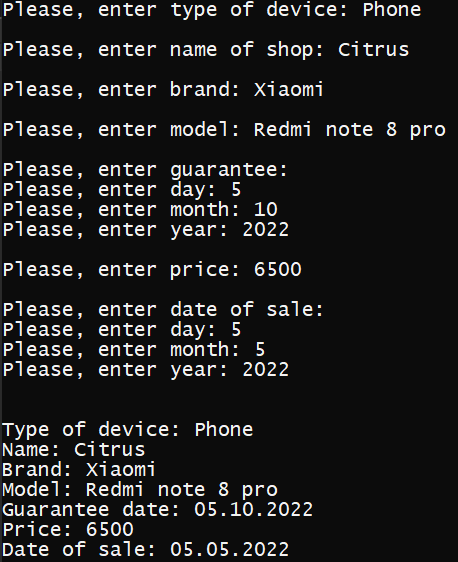 Please, enter type of device: Phone
Please, enter name of shop: Citrus
Please, enter brand: Xiaomi
Please, enter model: Redmi note 8 pro
Please, enter guarantee:
Please, enter day: 5
Please, enter month: 10
Please, enter year: 2022
Please, enter price: 6500
Please, enter date of sale:
Please, enter day: 5
Please, enter month: 5
Please, enter year: 2022
Type of device: Phone
Name: Citrus
Brand: Xiaomi
Model: Redmi note 8 pro
Guarantee date: 05.10.2022
Price: 6500
Date of sale: 05.05.2022